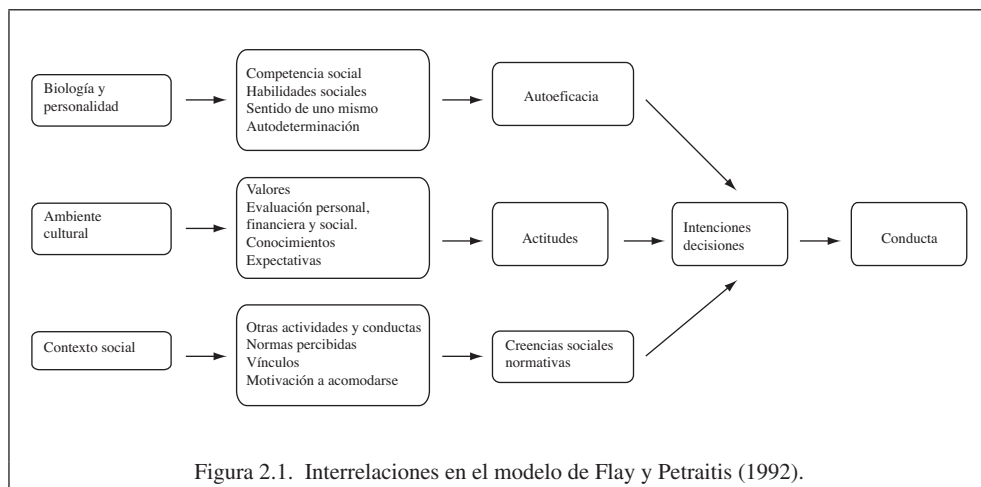 Biología y
personalidad
Competencia social
Habilidades sociales
Sentido de uno mismo
Autodeterminación
Autoeficacia
Ambiente
cultural
Valores
Evaluación personal,
financiera y social.
Conocimientos
Expectativas
Actitudes
Intenciones
decisiones
Conducta
Contexto social
Otras actividades y conductas
Normas percibidas
Vínculos
Motivación a acomodarse
Creencias sociales
normativas
Figura 2.1. Interrelaciones en el modelo de Flay y Petraitis (1992).